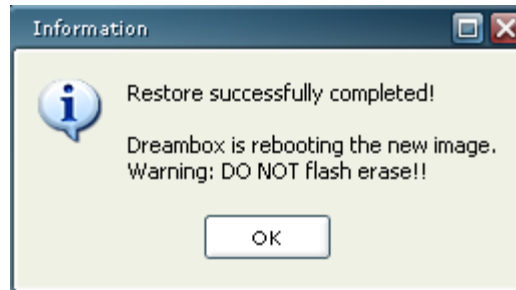 Information
Restore successfully completed!
Dreambox is rebooting the new image.
Warning: DO NOT flash erase!!
OK